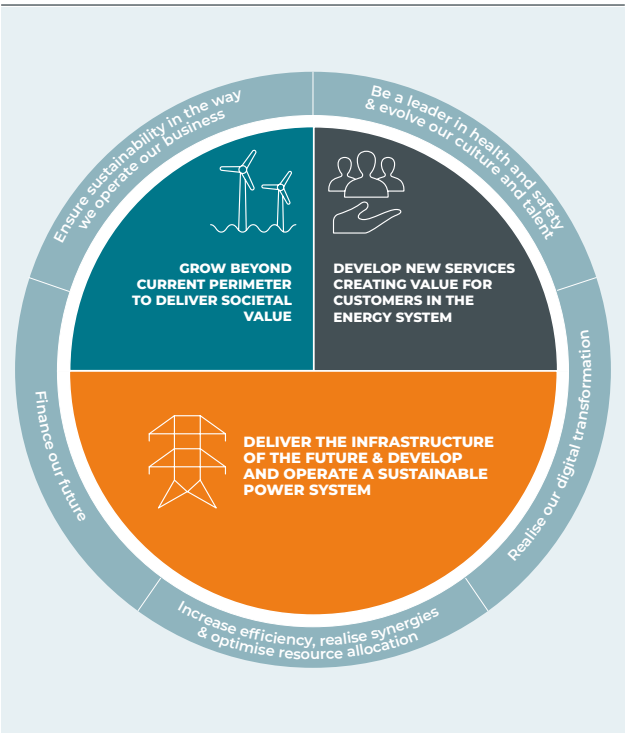 Ensure sustainability in the way
we operate our business
Be a leader in health and safety
& evolve our culture and talent
GROW BEYOND
CURRENT PERIMETER
TO DELIVER SOCIETAL
VALUE
DEVELOP NEW SERVICES
CREATING VALUE FOR
CUSTOMERS IN THE
ENERGY SYSTEM
Finance our future
Realise our digital transformation
DELIVER THE INFRASTRUCTURE
OF THE FUTURE & DEVELOP
AND OPERATE A SUSTAINABLE
POWER SYSTEM
Increase efficiency, realise synergies
& optimise resource allocation